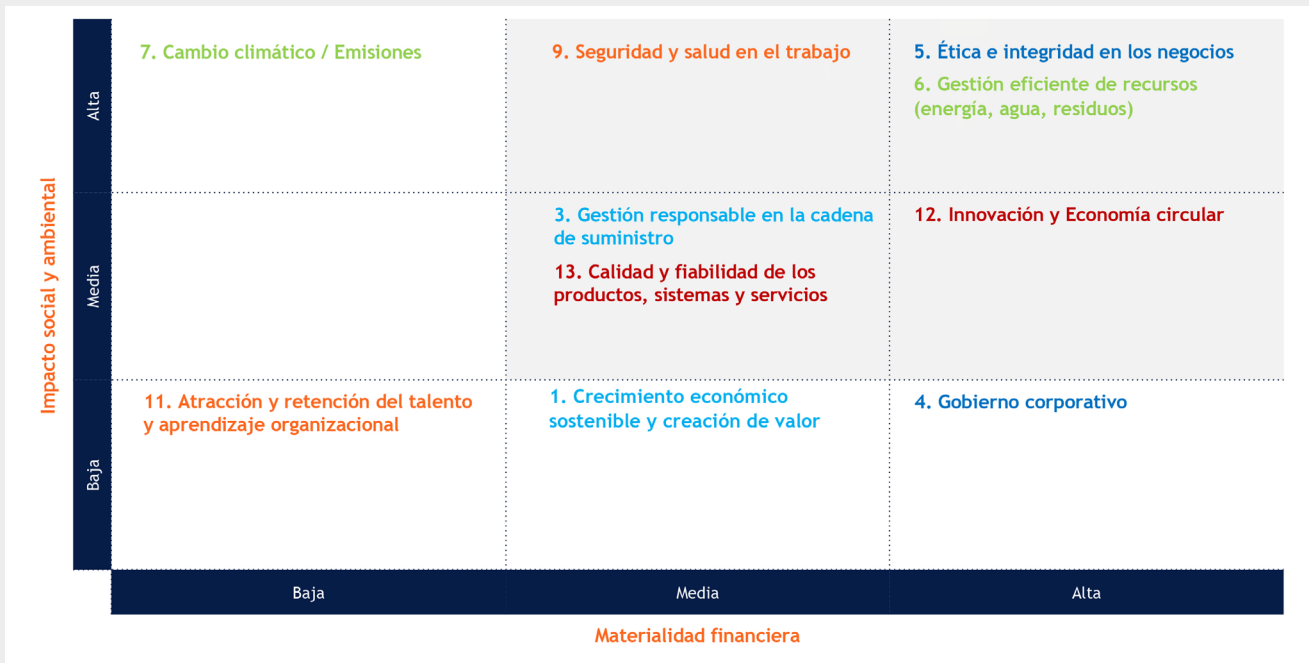 7. Cambio climático / Emisiones
9. Seguridad y salud en el trabajo
5. Ética e integridad en los negocios
6. Gestión eficiente de recursos
(energía, agua, residuos)
Alta
3. Gestión responsable en la cadena
de suministro
13. Calidad y fiabilidad de los
productos, sistemas y servicios
12. Innovación y Economía circular
Media
Impacto social y ambiental
11. Atracción y retención del talento
y aprendizaje organizacional
1. Crecimiento económico
sostenible y creación de valor
4. Gobierno corporativo
Baja
Baja
Media
Alta
Materialidad financiera